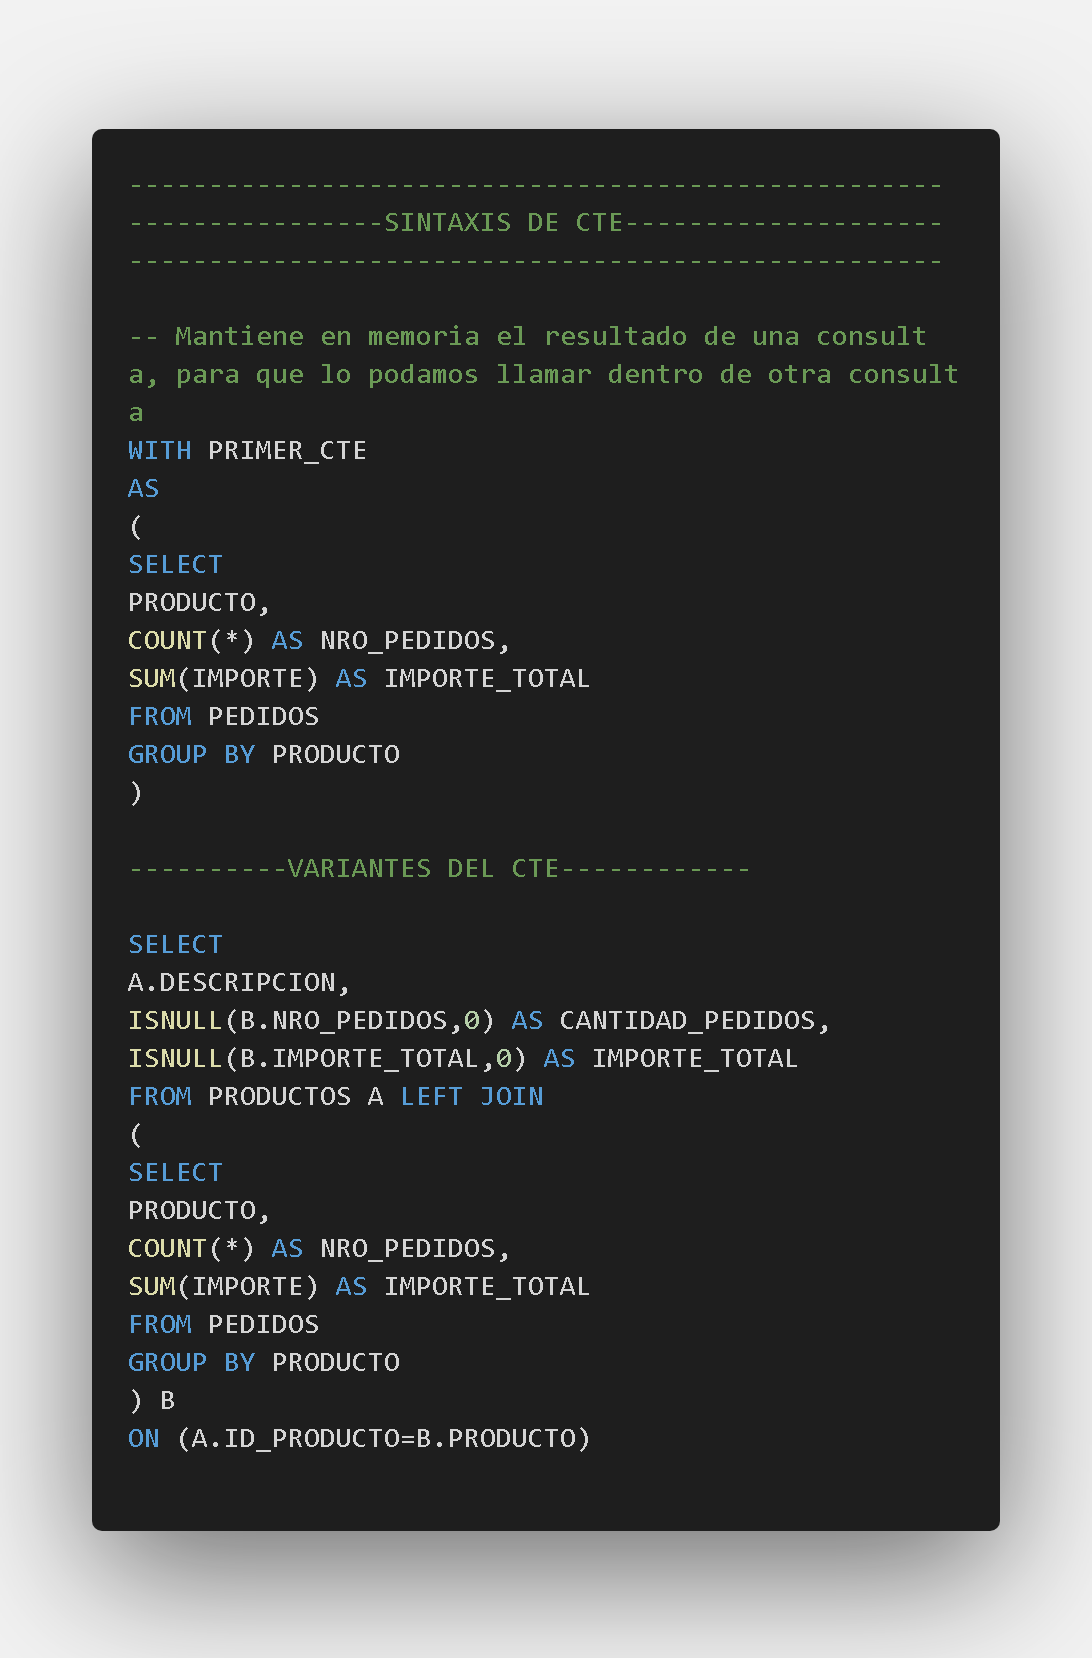 ---------------------------------------------------
----------------SINTAXIS DE CTE--------------------
---------------------------------------------------
-- Mantiene en memoria el resultado de una consult
a, para que lo podamos llamar dentro de otra consult
a
WITH PRIMER_CTE
AS
(
SELECT
PRODUCTO,
COUNT(*) AS NRO_PEDIDOS,
SUM(IMPORTE) AS IMPORTE_TOTAL
FROM PEDIDOS
GROUP BY PRODUCTO
)
----------VARIANTES DEL CTE------------
SELECT
A.DESCRIPCION,
ISNULL(B.NRO_PEDIDOS,0) AS CANTIDAD_PEDIDOS,
ISNULL(B.IMPORTE_TOTAL,0) AS IMPORTE_TOTAL
FROM PRODUCTOS A LEFT JOIN
(
SELECT
PRODUCTO,
COUNT(*) AS NRO_PEDIDOS,
SUM(IMPORTE) AS IMPORTE_TOTAL
FROM PEDIDOS
GROUP BY PRODUCTO
) B
ON (A.ID_PRODUCTO=B.PRODUCTO)